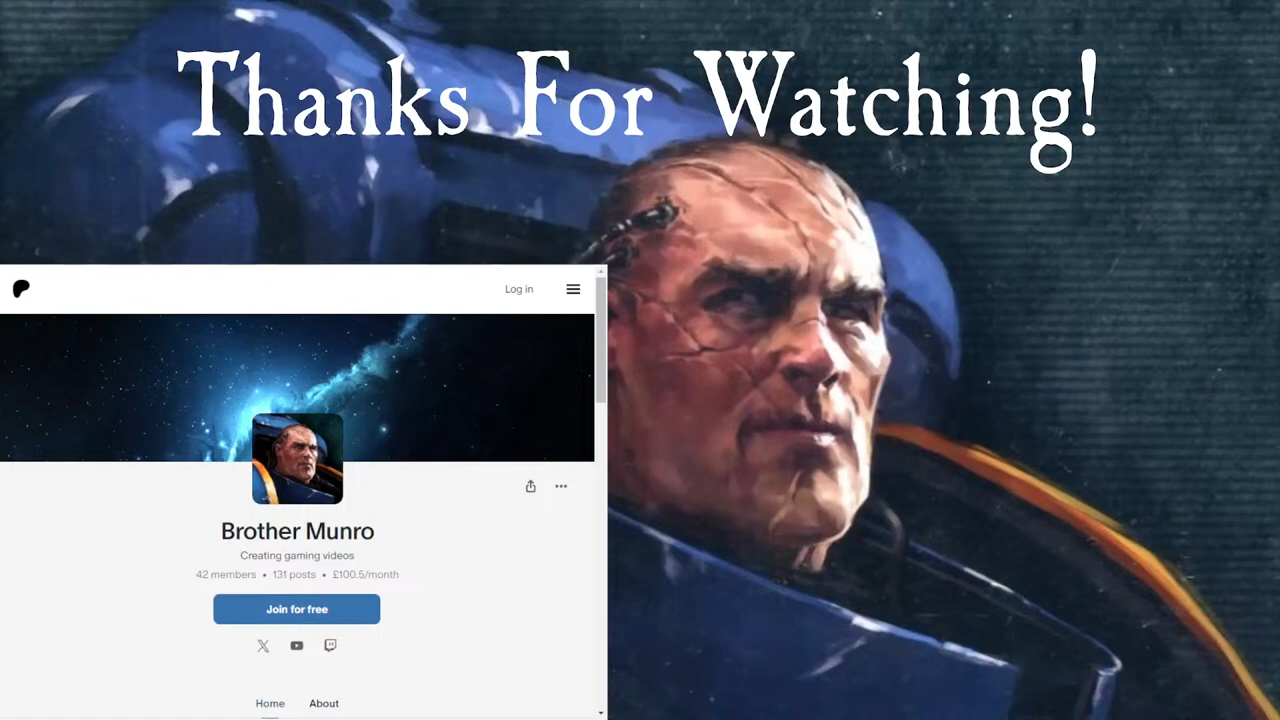 Thanks For Watching!
Log in
Brother Munro
Creating gaming videos
42 members • 131 posts • £100.5/month
Join for free
Home About